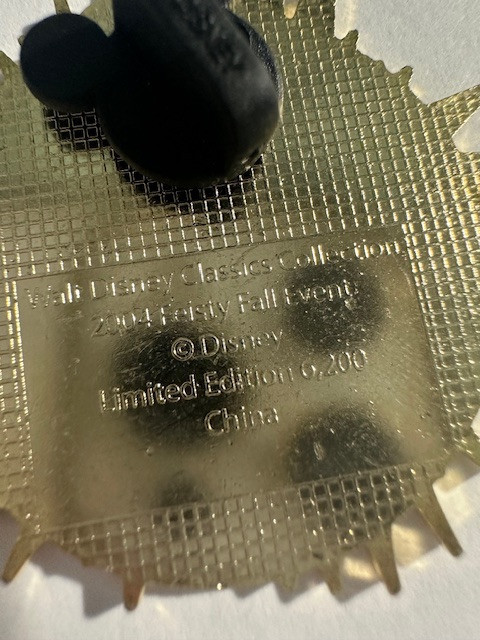 Walt Disney Classics Collection
2004 Feisty Fall Event
© Disney
Limited Edition 6,200
China